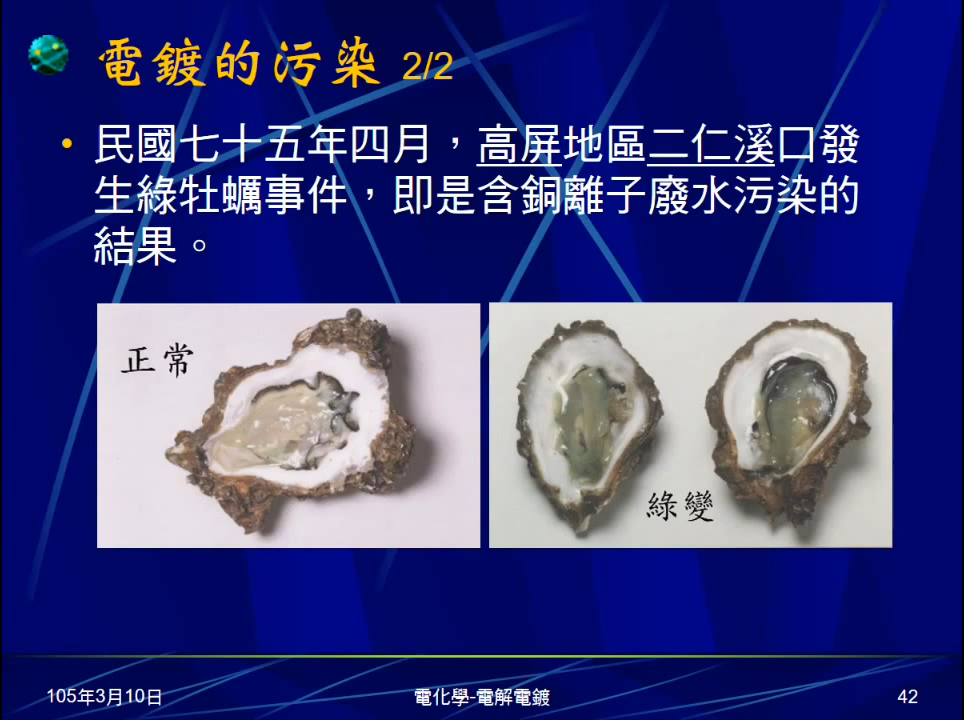 電鍍的污染 2/2
• 民國七十五年四月，高屏地區二仁溪口發
生綠牡蠣事件，即是含銅離子廢水污染的
結果。
正常
綠變
105年3月10日
電化學-電解電鍍
42